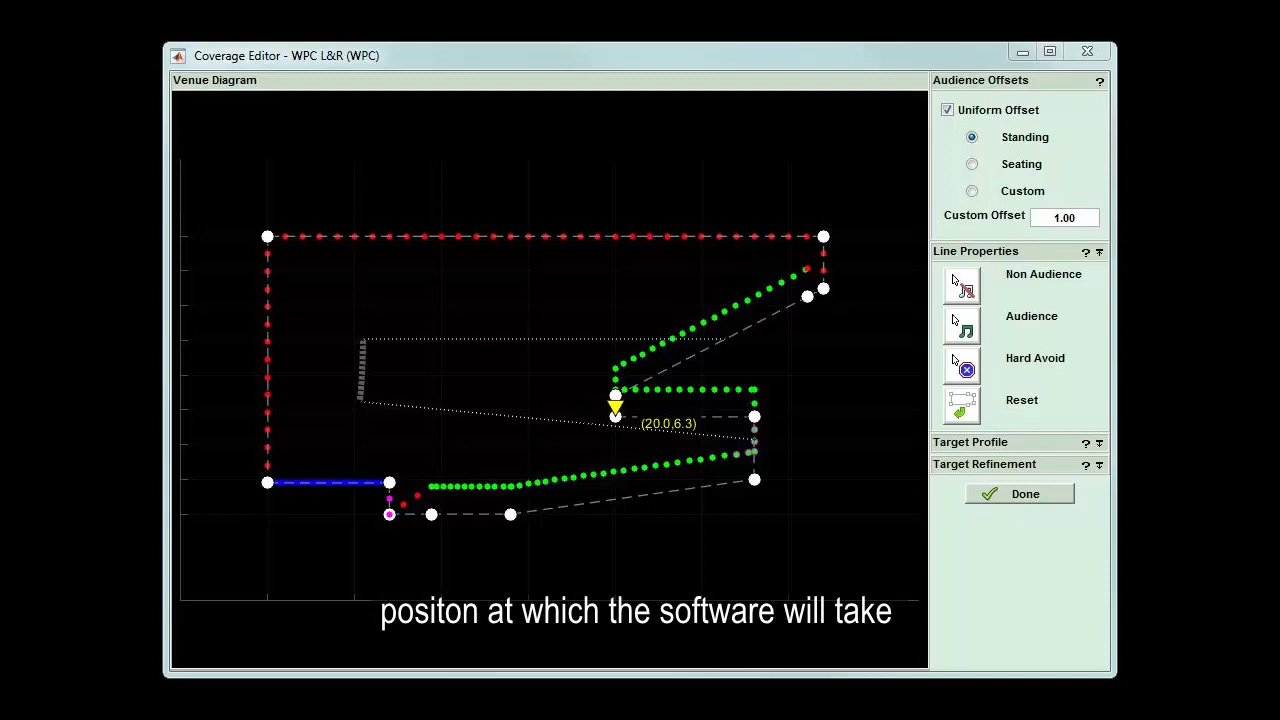 Coverage Editor - WPC L&R (WPC)
Venue Diagram
Audience Offsets ?
Uniform Offset
Standing
Seating
Custom
Custom Offset 1.00
Line Properties ?
Non Audience
Audience
Hard Avoid
Reset
Target Profile ?
Target Refinement ?
Done
(20.0,6.3)
positon at which the software will take